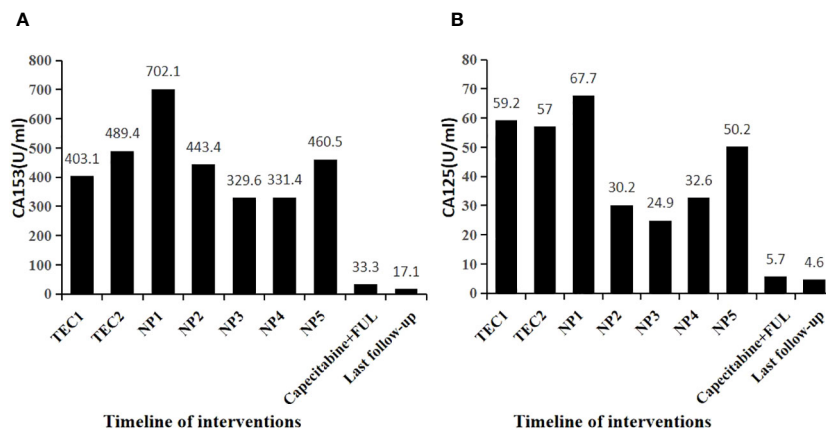 A
CA153(U/ml)
800
700
600
500
400
300
200
100
0
403.1
489.4
702.1
443.4
329.6
331.4
460.5
33.3
17.1
TEC1
TEC2
NP1
NP2
NP3
NP4
NP5
Capecitabine+FUL
Last follow-up
Timeline of interventions
B
CA125(U/ml)
80
70
60
50
40
30
20
10
0
59.2
57
67.7
30.2
24.9
32.6
50.2
5.7
4.6
TEC1
TEC2
NP1
NP2
NP3
NP4
NP5
Capecitabine+FUL
Last follow-up
Timeline of interventions